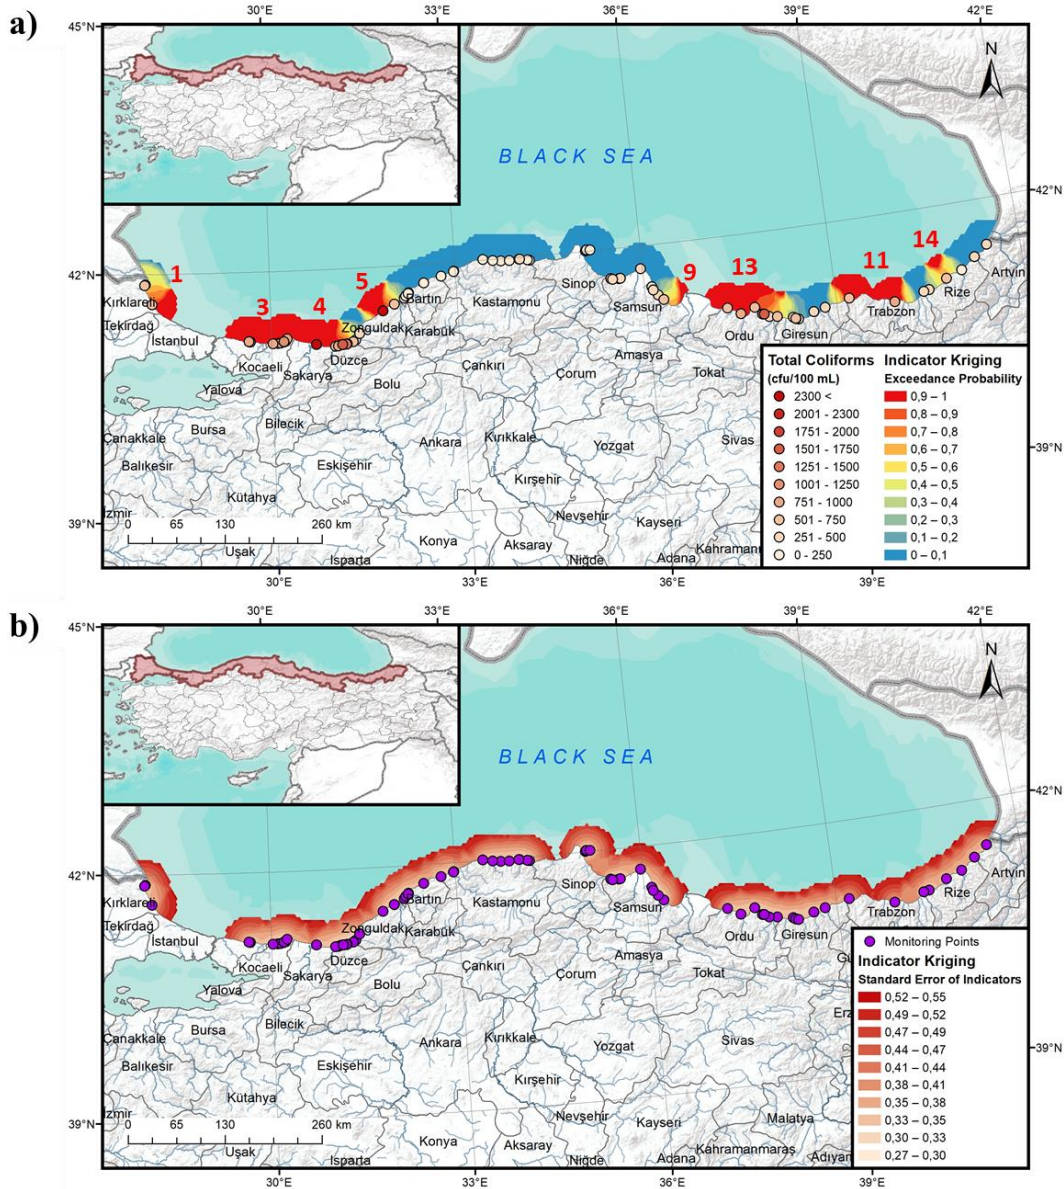 a)
30°E 33°E 36°E 39°E 42°E
45°N
N
BLACK SEA
42°N
42°N
1 3 4 5 9 13 11 14
Kırklareli
Tekirdağ
İstanbul
Kocaeli
Yalova
Sakarya
Düzce
Zonguldak
Bartın
Karabük
Kastamonu
Sinop
Samsun
Ordu
Giresun
Trabzon
Rize
Artvin
Bolu
Çankırı
Çorum
Amasya
Tokat
Bilecik
Bursa
Çanakkale
Balıkesir
Eskişehir
Ankara
Kırıkkale
Yozgat
Sivas
Kütahya
Kırşehir
İzmir
Nevşehir
Kayseri
Uşak
Konya
Aksaray
Isparta
Niğde
Adana
Kahramanm
39°N
39°N
0 65 130 260 km
Total Coliforms
(cfu/100 mL)
2300 <
2001 - 2300
1751 - 2000
1501 - 1750
1251 - 1500
1001 - 1250
751 - 1000
501 - 750
251 - 500
0 - 250
Indicator Kriging
Exceedance Probability
0,9 – 1
0,8 – 0,9
0,7 – 0,8
0,6 – 0,7
0,5 – 0,6
0,4 – 0,5
0,3 – 0,4
0,2 – 0,3
0,1 – 0,2
0 – 0,1
30°E 33°E 36°E 39°E
b)
30°E 33°E 36°E 39°E 42°E
45°N
N
BLACK SEA
42°N
42°N
Kırklareli
Tekirdağ
İstanbul
Kocaeli
Yalova
Sakarya
Düzce
Zonguldak
Bartın
Karabük
Kastamonu
Sinop
Samsun
Ordu
Giresun
Trabzon
Rize
Artvin
Bolu
Çankırı
Çorum
Amasya
Tokat
Bilecik
Bursa
Çanakkale
Balıkesir
Eskişehir
Ankara
Kırıkkale
Yozgat
Sivas
Erz
Kütahya
Kırşehir
Malatya
İzmir
Nevşehir
Kayseri
Uşak
Konya
Aksaray
Isparta
Niğde
Adana
Kahramanmaraş
Adıyam
39°N
39°N
0 65 130 260 km
Monitoring Points
Indicator Kriging
Standard Error of Indicators
0,52 – 0,55
0,49 – 0,52
0,47 – 0,49
0,44 – 0,47
0,41 – 0,44
0,38 – 0,41
0,35 – 0,38
0,33 – 0,35
0,30 – 0,33
0,27 – 0,30
30°E 33°E 36°E 39°E